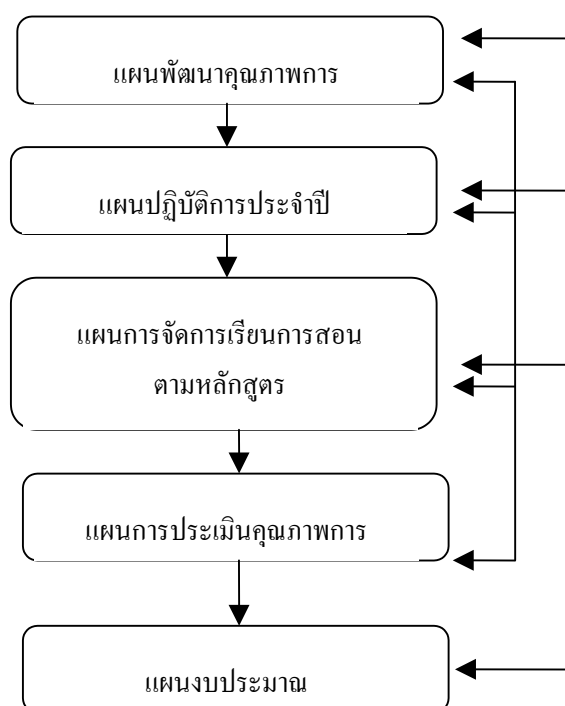 แผนพัฒนาคุณภาพการ
แผนปฏิบัติการประจำปี
แผนการจัดการเรียนการสอน
ตามหลักสูตร
แผนการประเมินคุณภาพการ
แผนงบประมาณ